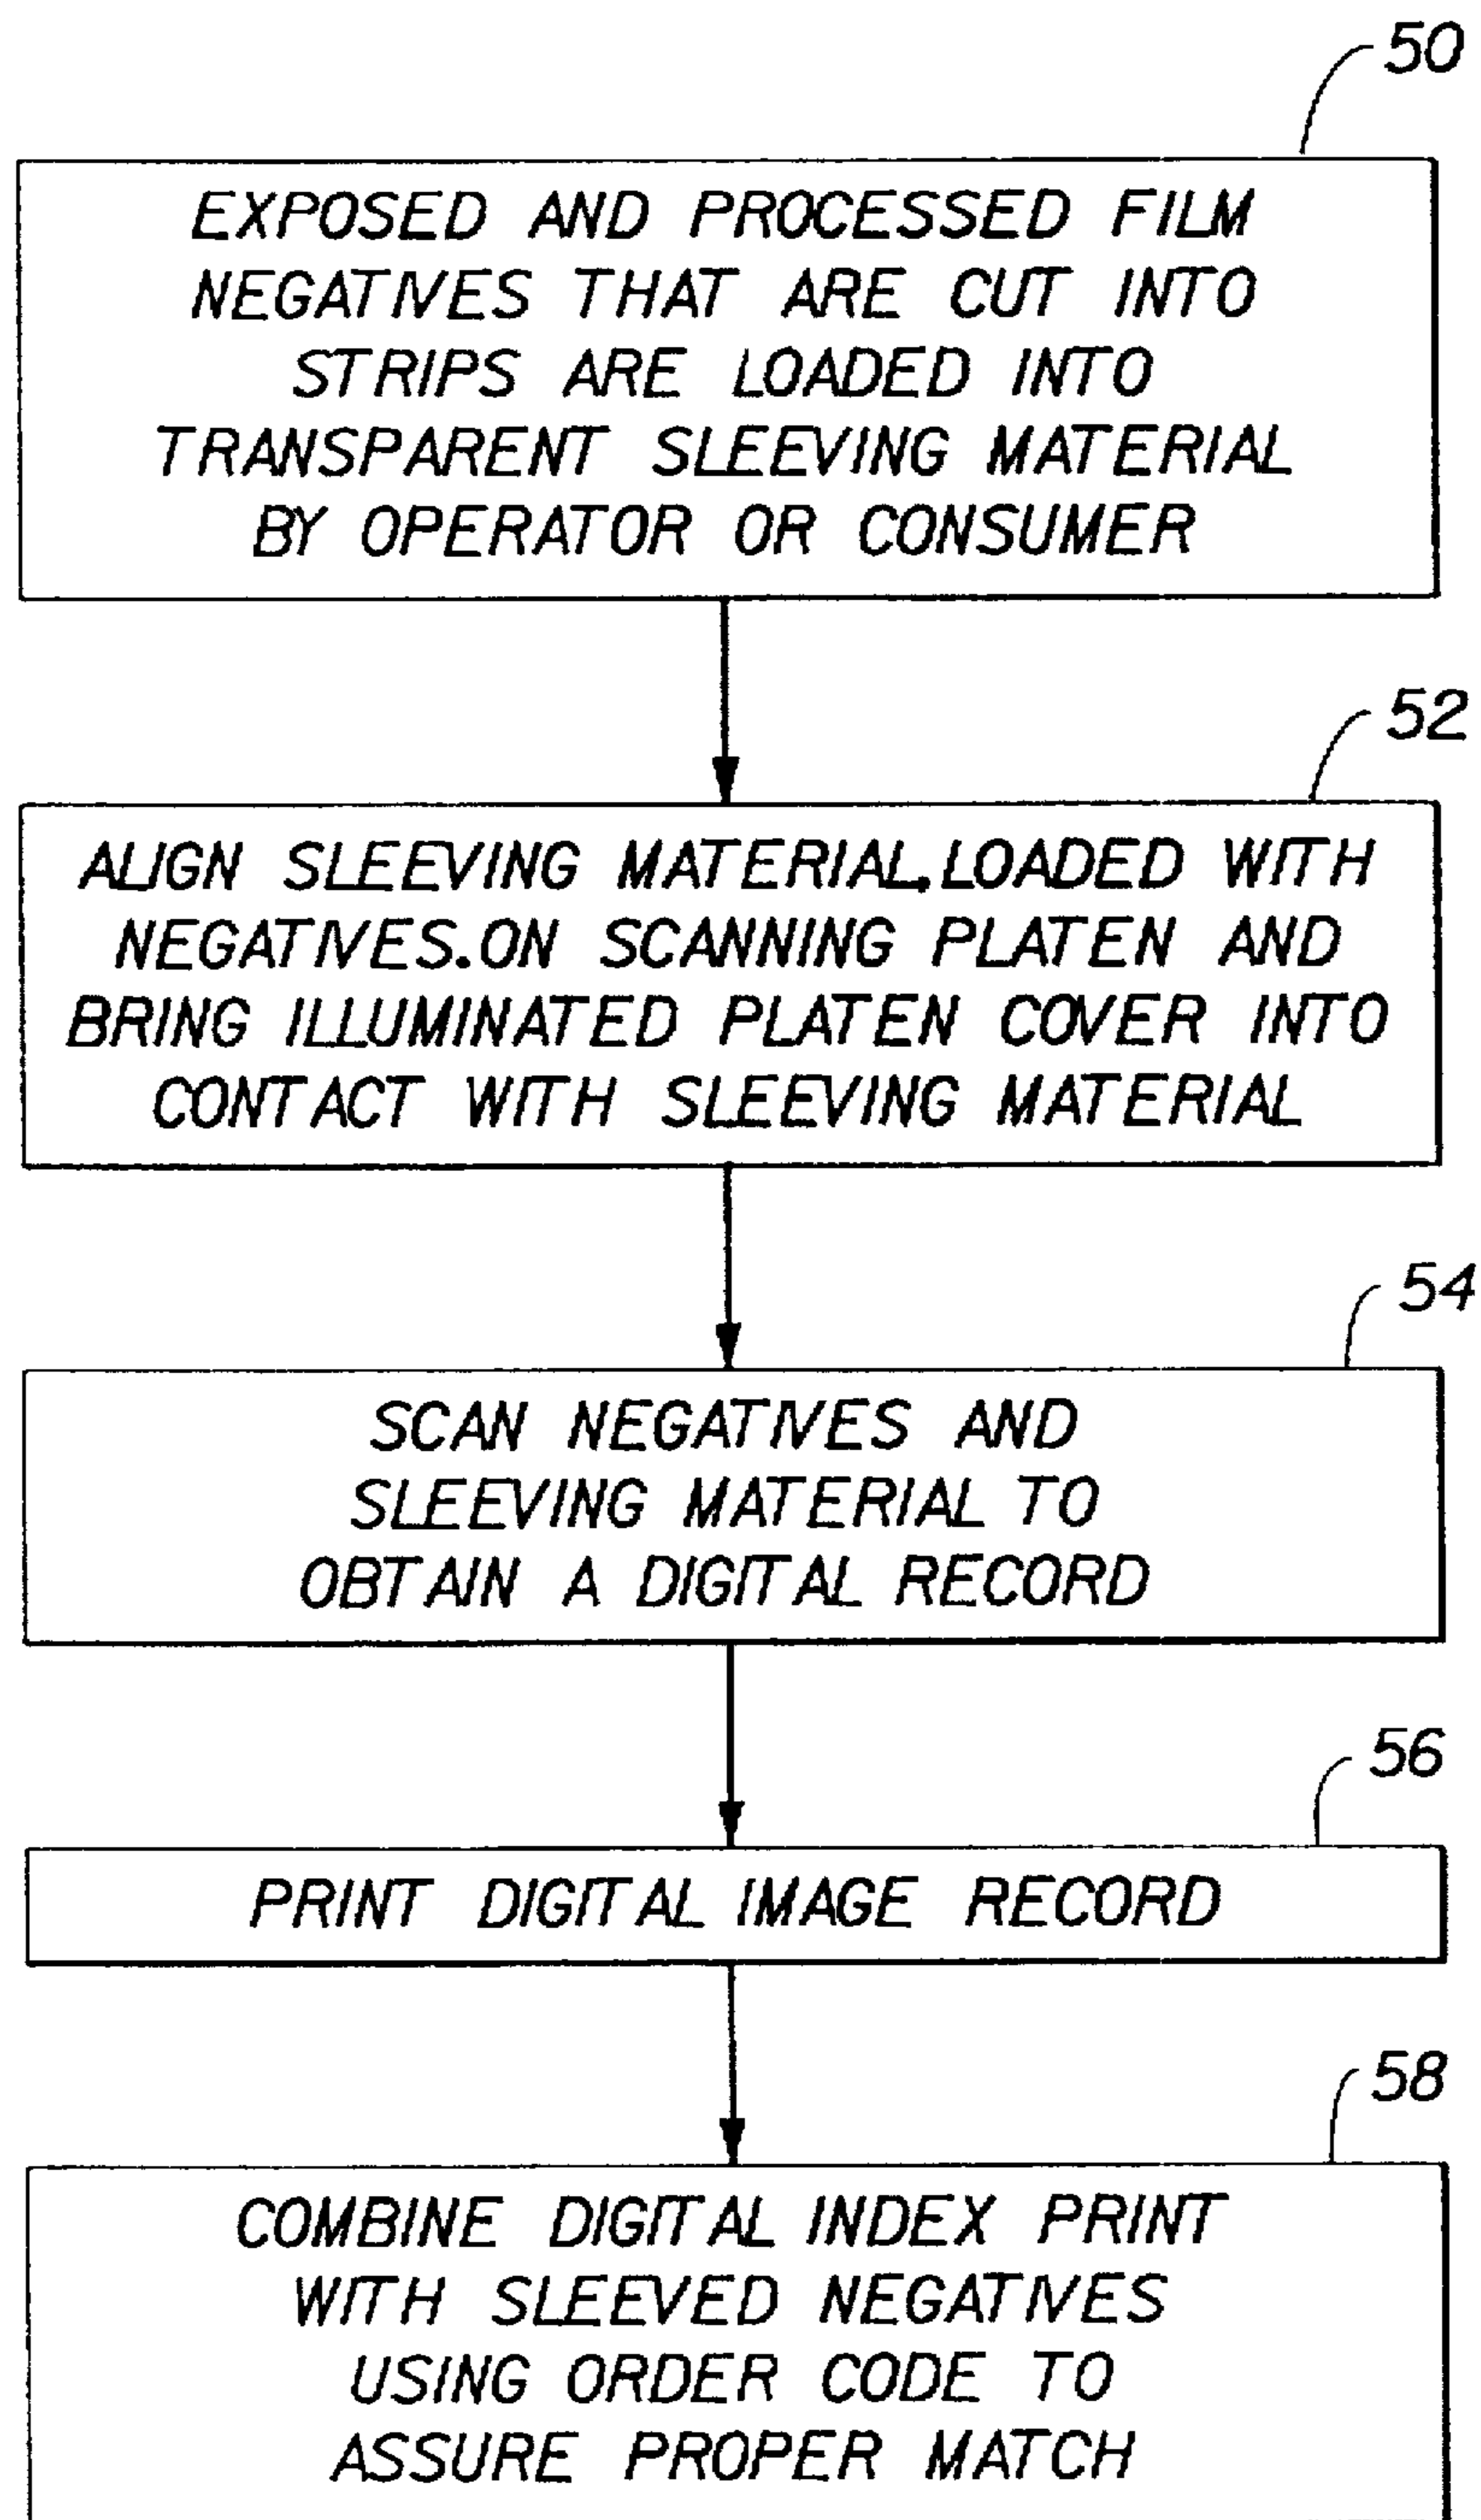 50
EXPOSED AND PROCESSED FILM
NEGATIVES THAT ARE CUT INTO
STRIPS ARE LOADED INTO
TRANSPARENT SLEEVING MATERIAL
BY OPERATOR OR CONSUMER
52
ALIGN SLEEVING MATERIAL,LOADED WITH
NEGATIVES.ON SCANNING PLATEN AND
BRING ILLUMINATED PLATEN COVER INTO
CONTACT WITH SLEEVING MATERIAL
54
SCAN NEGATIVES AND
SLEEVING MATERIAL TO
OBTAIN A DIGITAL RECORD
56
PRINT DIGITAL IMAGE RECORD
58
COMBINE DIGITAL INDEX PRINT
WITH SLEEVED NEGATIVES
USING ORDER CODE TO
ASSURE PROPER MATCH